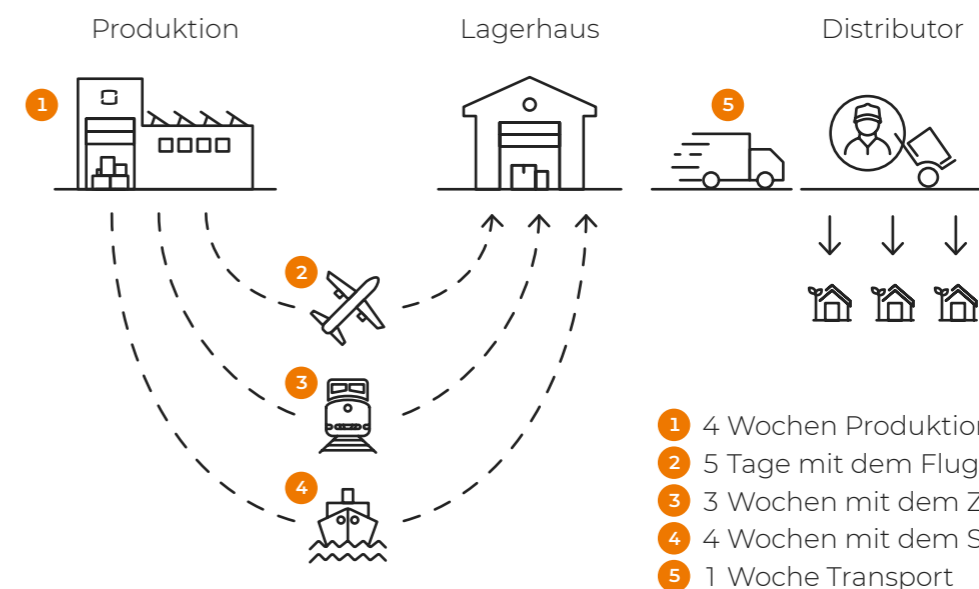 Produktion Lagerhaus Distributor
1
5
2
3
4
1 4 Wochen Produktion
2 5 Tage mit dem Flug
3 3 Wochen mit dem Z
4 4 Wochen mit dem S
5 1 Woche Transport